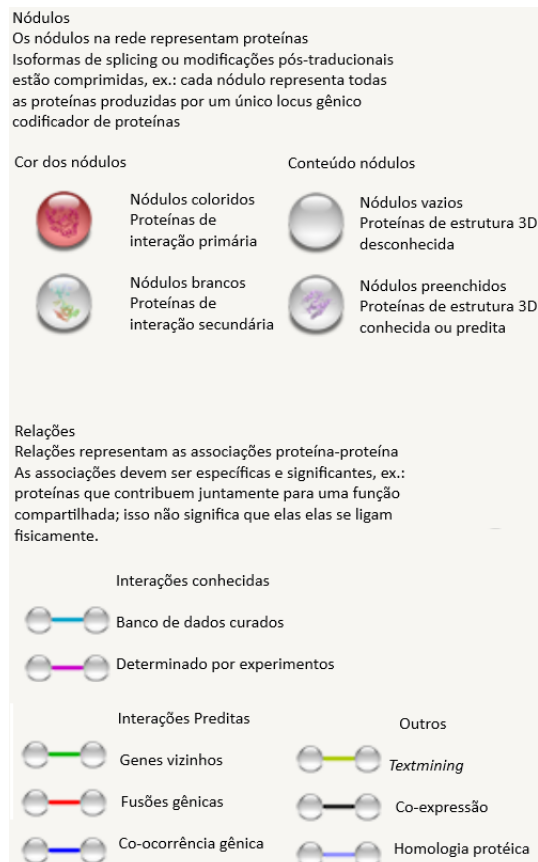 Nódulos
Os nódulos na rede representam proteínas
Isoformas de splicing ou modificações pós-traducionais
estão comprimidas, ex.: cada nódulo representa todas
as proteínas produzidas por um único locus gênico
codificador de proteínas
Cor dos nódulos
Nódulos coloridos
Proteínas de
interação primária
Nódulos brancos
Proteínas de
interação secundária
Conteúdo nódulos
Nódulos vazios
Proteínas de estrutura 3D
desconhecida
Nódulos preenchidos
Proteínas de estrutura 3D
conhecida ou predita
Relações
Relações representam as associações proteína-proteína
As associações devem ser específicas e significantes, ex.:
proteínas que contribuem juntamente para uma função
compartilhada; isso não significa que elas elas se ligam
fisicamente.
Interações conhecidas
Banco de dados curados
Determinado por experimentos
Interações Preditas
Genes vizinhos
Fusões gênicas
Co-ocorrência gênica
Outros
Textmining
Co-expressão
Homologia protéica